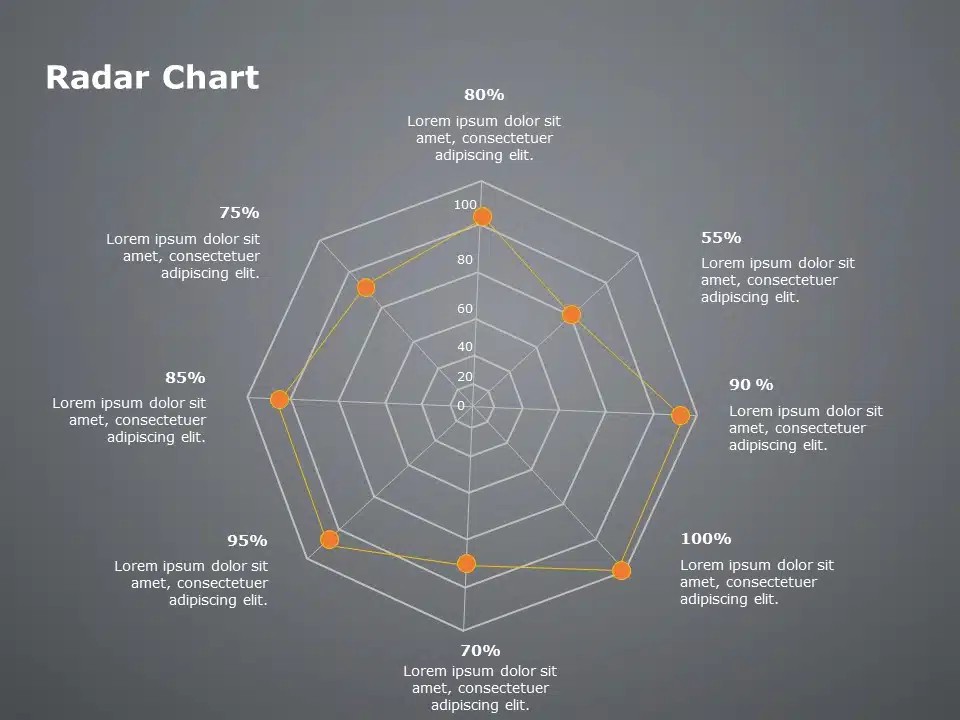 Radar Chart
80%
Lorem ipsum dolor sit
amet, consectetuer
adipiscing elit.
75%
Lorem ipsum dolor sit
amet, consectetuer
adipiscing elit.
55%
Lorem ipsum dolor sit
amet, consectetuer
adipiscing elit.
100
80
60
40
20
0
85%
Lorem ipsum dolor sit
amet, consectetuer
adipiscing elit.
90 %
Lorem ipsum dolor sit
amet, consectetuer
adipiscing elit.
95%
Lorem ipsum dolor sit
amet, consectetuer
adipiscing elit.
100%
Lorem ipsum dolor sit
amet, consectetuer
adipiscing elit.
70%
Lorem ipsum dolor sit
amet, consectetuer
adipiscing elit.